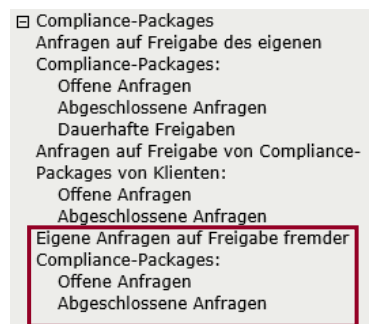 Compliance-Packages
Anfragen auf Freigabe des eigenen
Compliance-Packages:
Offene Anfragen
Abgeschlossene Anfragen
Dauerhafte Freigaben
Anfragen auf Freigabe von Compliance-
Packages von Klienten:
Offene Anfragen
Abgeschlossene Anfragen
Eigene Anfragen auf Freigabe fremder
Compliance-Packages:
Offene Anfragen
Abgeschlossene Anfragen